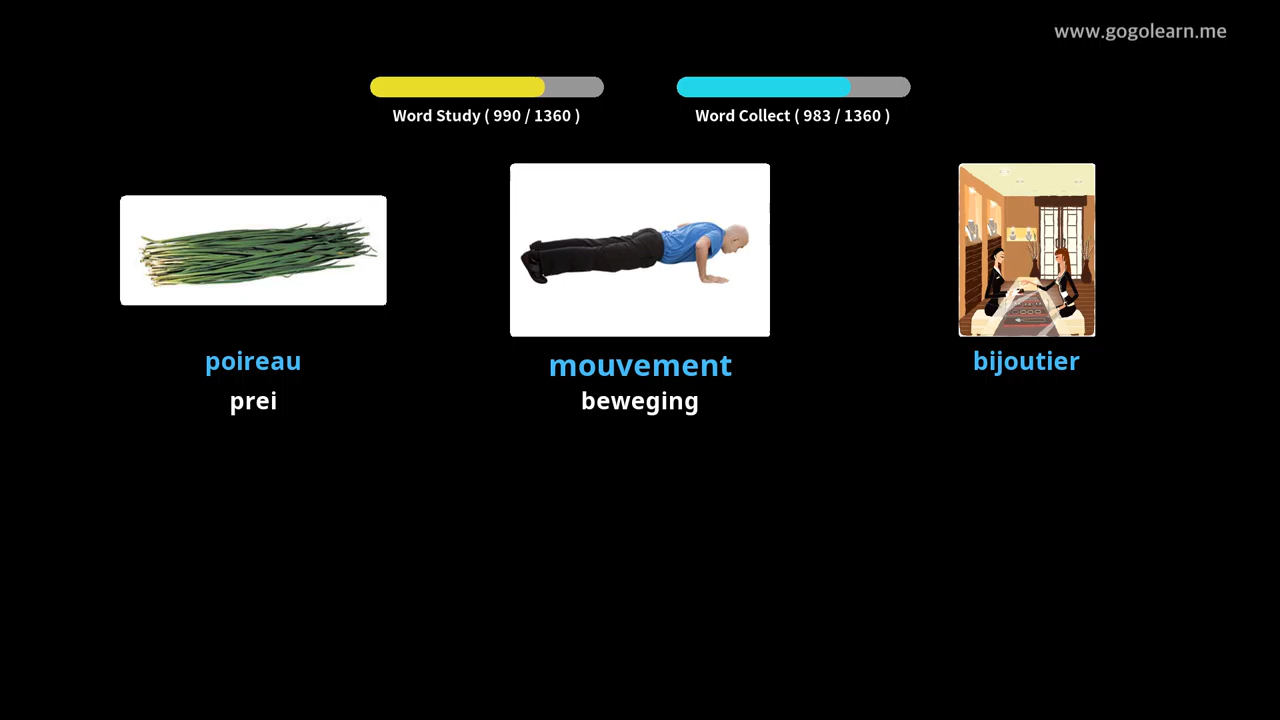 www.gogolearn.me
Word Study ( 990 / 1360 )
Word Collect ( 983 / 1360 )
poireau
prei
mouvement
beweging
bijoutier